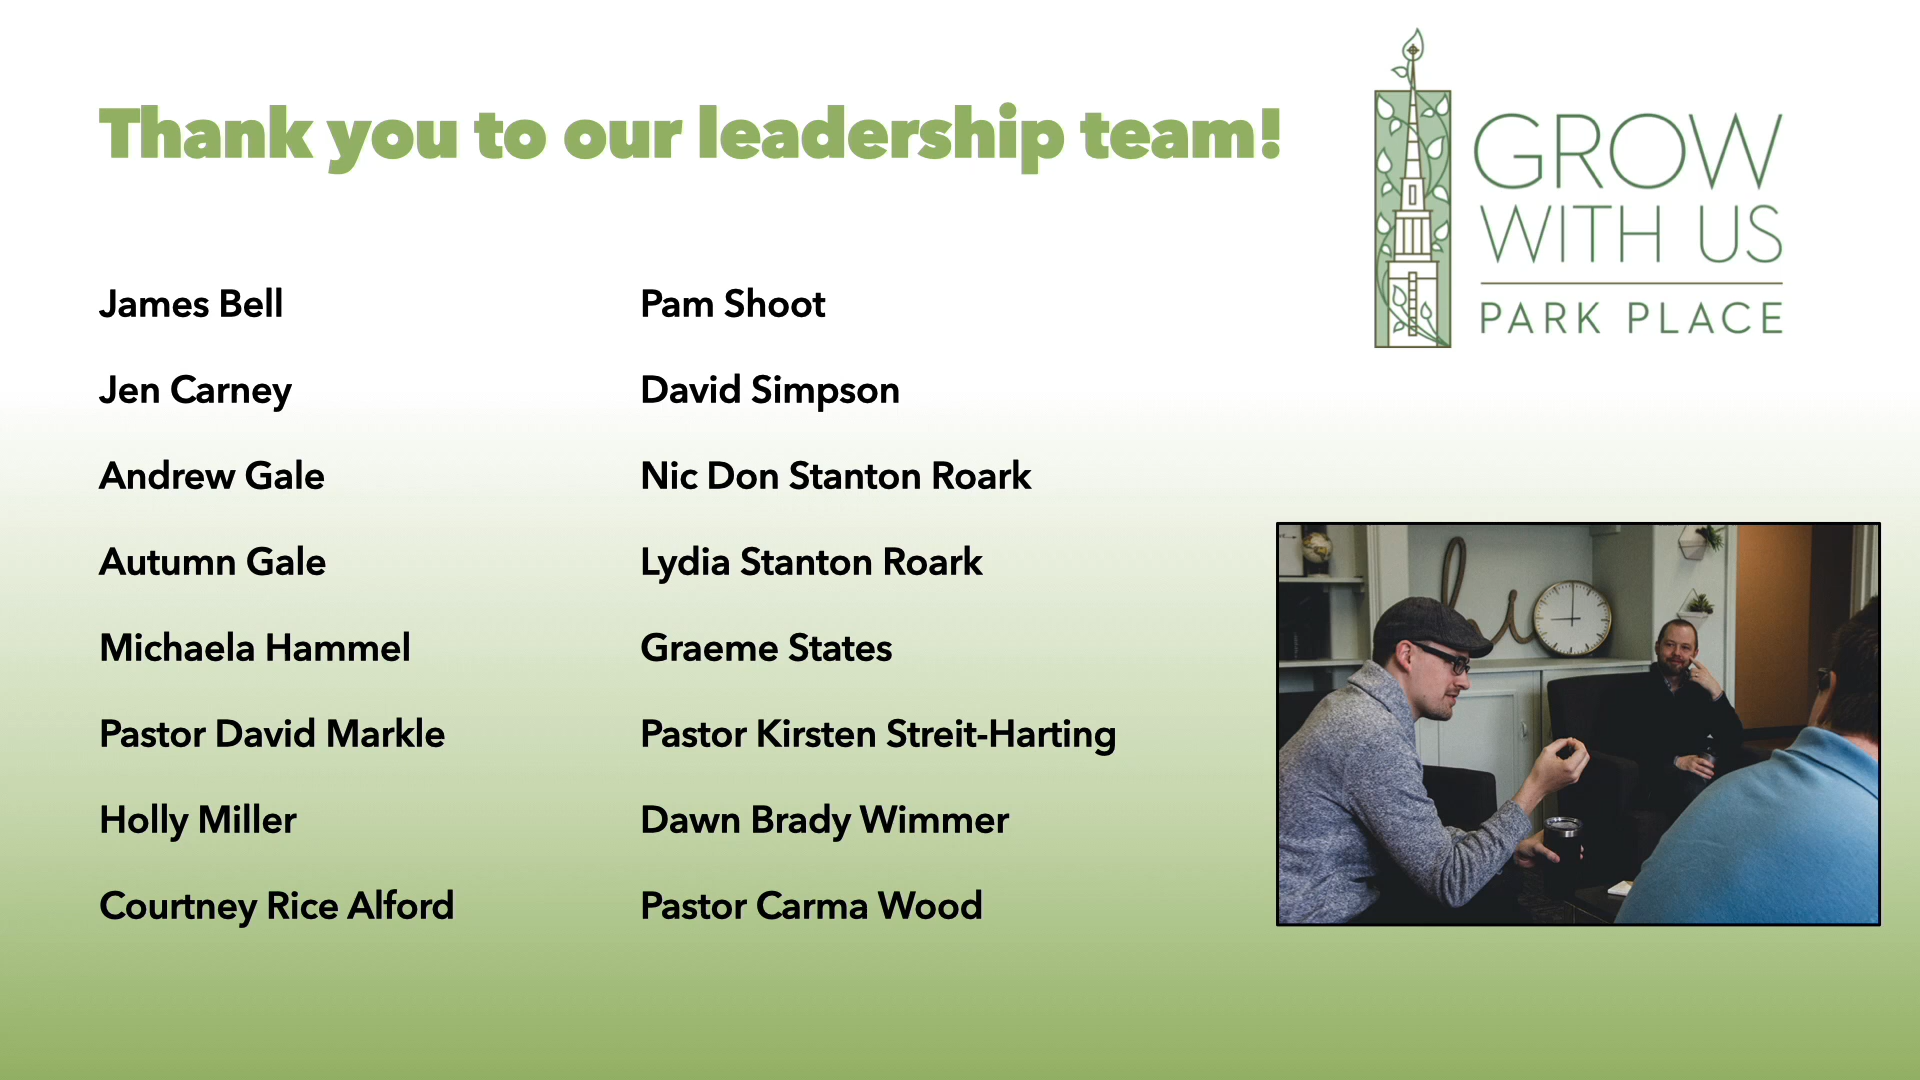 Thank you to our leadership team!
GROW
WITH US
PARK PLACE
James Bell
Jen Carney
Andrew Gale
Autumn Gale
Michaela Hammel
Pastor David Markle
Holly Miller
Courtney Rice Alford
Pam Shoot
David Simpson
Nic Don Stanton Roark
Lydia Stanton Roark
Graeme States
Pastor Kirsten Streit-Harting
Dawn Brady Wimmer
Pastor Carma Wood
hi